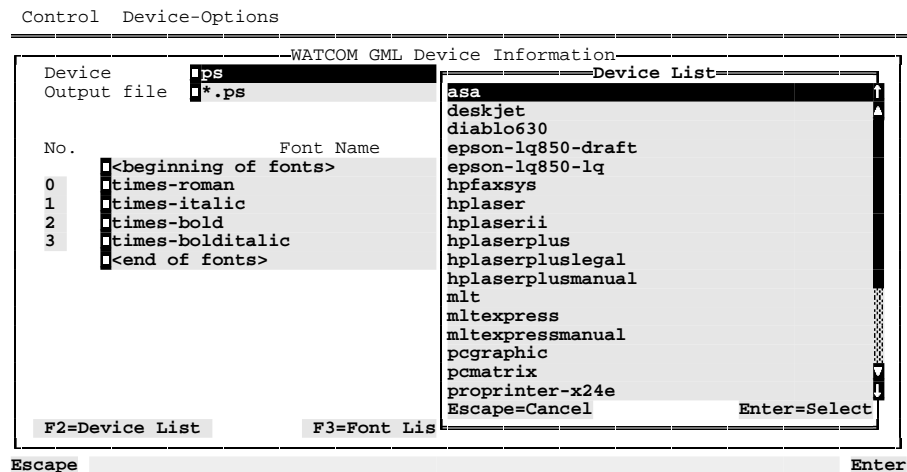 Control Device-Options
WATCOM GML Device Information
Device ps
Output file *.ps
No. Font Name
<beginning of fonts>
0 times-roman
1 times-italic
2 times-bold
3 times-bolditalic
<end of fonts>
F2=Device List F3=Font Lis
Device List
asa
deskjet
diablo630
epson-lq850-draft
epson-lq850-lq
hpfaxsys
hplaser
hplaserii
hplaserplus
hplaserpluslegal
hplaserplusmanual
mlt
mltexpress
mltexpressmanual
pcgraphic
pcmatrix
proprinter-x24e
Escape=Cancel Enter=Select
Escape Enter